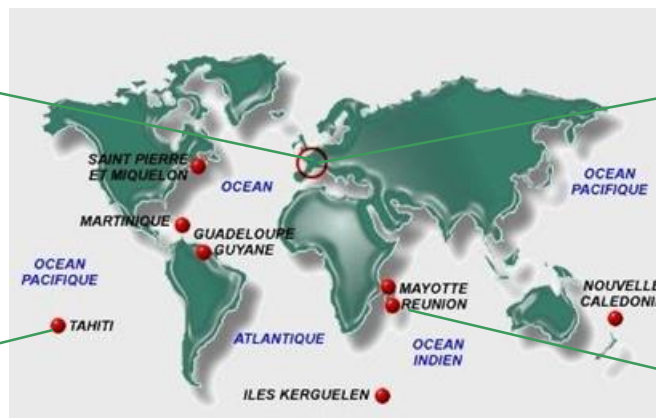 SAINT PIERRE
ET MIQUELON
OCEAN
OCEAN
PACIFIQUE
MARTINIQUE
GUADELOUPE
GUYANE
OCEAN
PACIFIQUE
MAYOTTE
REUNION
NOUVELLE
CALEDONI
TAHITI
ATLANTIQUE
OCEAN
INDIEN
ILES KERGUELEN